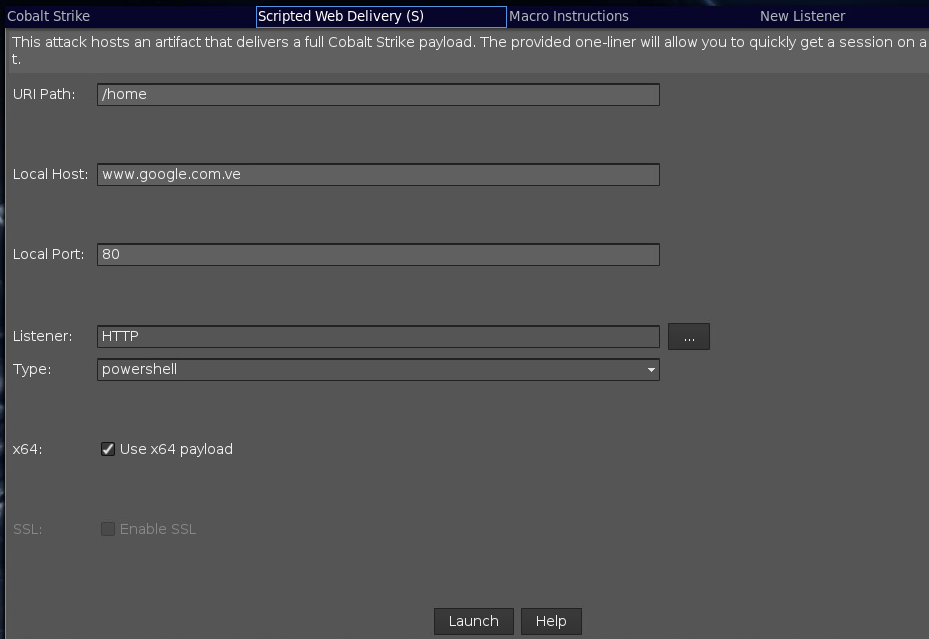 Cobalt Strike Scripted Web Delivery (S) Macro Instructions New Listener
This attack hosts an artifact that delivers a full Cobalt Strike payload. The provided one-liner will allow you to quickly get a session on a
t.
URI Path: /home
Local Host: www.google.com.ve
Local Port: 80
Listener: HTTP ...
Type: powershell
x64: Use x64 payload
SSL: Enable SSL
Launch Help